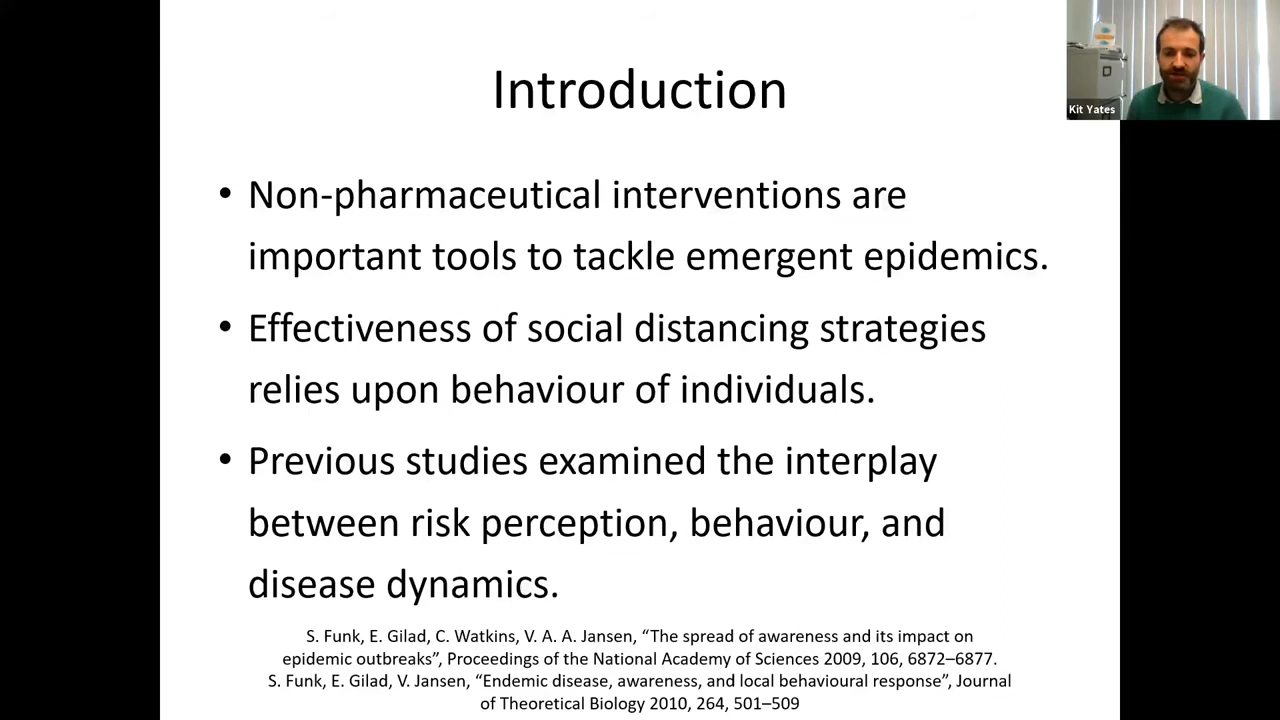 Introduction
Kit Yates
• Non-pharmaceutical interventions are
important tools to tackle emergent epidemics.
• Effectiveness of social distancing strategies
relies upon behaviour of individuals.
• Previous studies examined the interplay
between risk perception, behaviour, and
disease dynamics.
S. Funk, E. Gilad, C. Watkins, V. A. A. Jansen, “The spread of awareness and its impact on
epidemic outbreaks”, Proceedings of the National Academy of Sciences 2009, 106, 6872–6877.
S. Funk, E. Gilad, V. Jansen, “Endemic disease, awareness, and local behavioural response”, Journal
of Theoretical Biology 2010, 264, 501–509